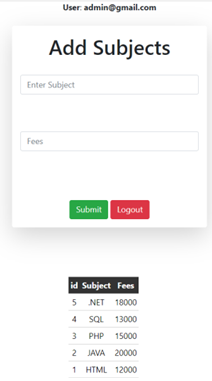 User: admin@gmail.com
Add Subjects
Enter Subject
Fees
Submit Logout
id Subject Fees
5 .NET 18000
4 SQL 13000
3 PHP 15000
2 JAVA 20000
1 HTML 12000